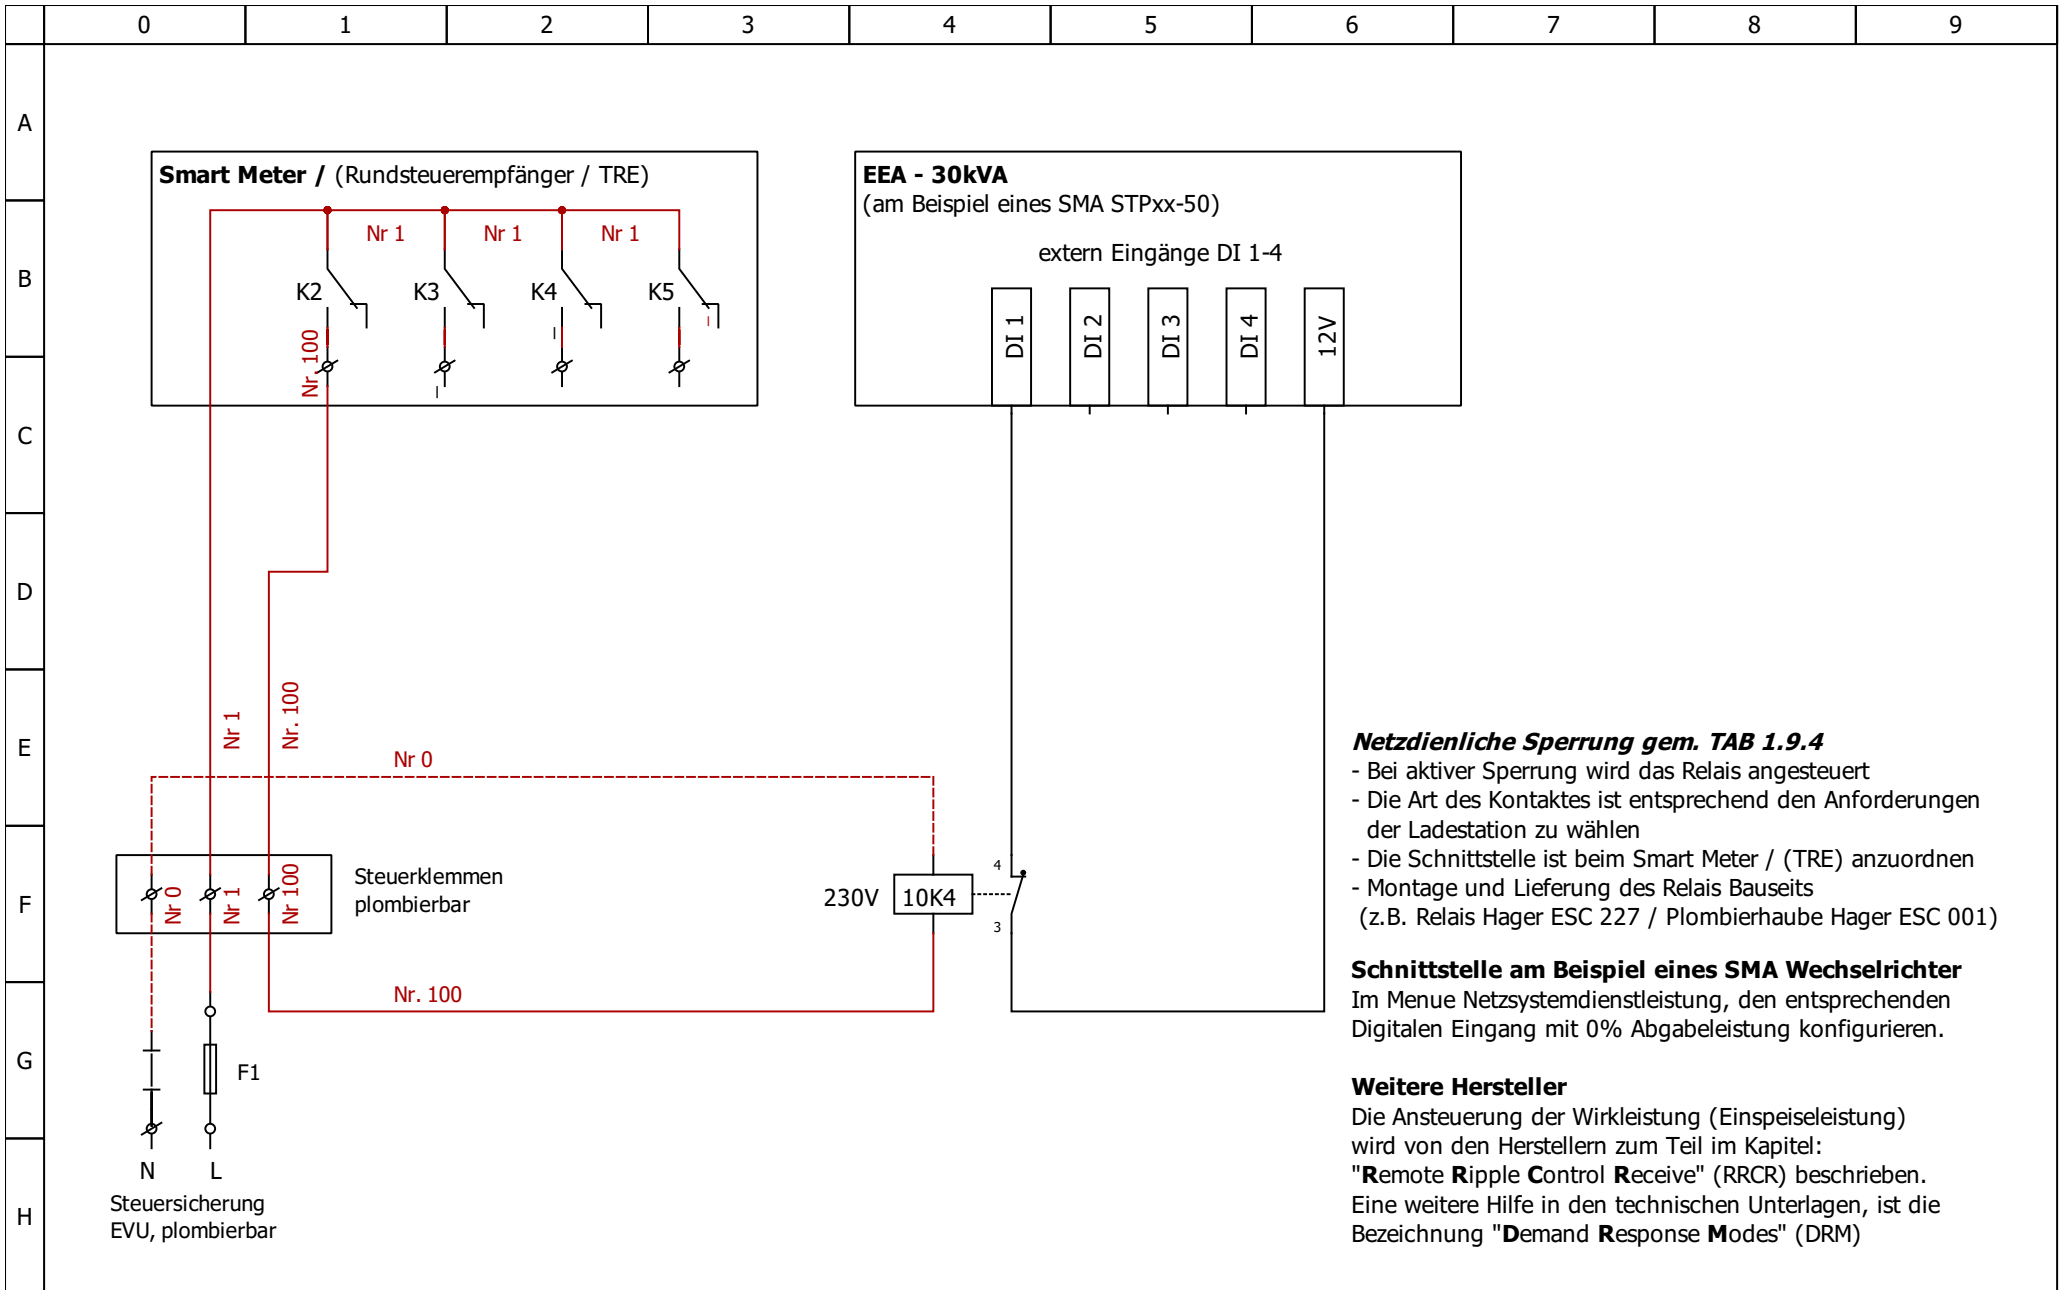 0 1 2 3 4 5 6 7 8 9
A
B
C
D
E
F
G
H
Smart Meter / (Rundsteuerempfänger / TRE)
Nr 1 Nr 1 Nr 1
K2 K3 K4 K5
Nr. 100
EEA - 30kVA
(am Beispiel eines SMA STPxx-50)
extern Eingänge DI 1-4
DI 1
DI 2
DI 3
DI 4
12V
Nr 1
Nr. 100
Nr 0
Nr 0
Nr 1
Nr 100
Steuerklemmen
plombierbar
230V 10K4
4
3
Nr. 100
F1
N L
Steuersicherung
EVU, plombierbar
Netzdienliche Sperrung gem. TAB 1.9.4
- Bei aktiver Sperrung wird das Relais angesteuert
- Die Art des Kontaktes ist entsprechend den Anforderungen
der Ladestation zu wählen
- Die Schnittstelle ist beim Smart Meter / (TRE) anzuordnen
- Montage und Lieferung des Relais Bauseits
(z.B. Relais Hager ESC 227 / Plombierhaube Hager ESC 001)
Schnittstelle am Beispiel eines SMA Wechselrichter
Im Menue Netzsystemdienstleistung, den entsprechenden
Digitalen Eingang mit 0% Abgabeleistung konfigurieren.
Weitere Hersteller
Die Ansteuerung der Wirkleistung (Einspeiseleistung)
wird von den Herstellern zum Teil im Kapitel:
"Remote Ripple Control Receive" (RRCR) beschrieben.
Eine weitere Hilfe in den technischen Unterlagen, ist die
Bezeichnung "Demand Response Modes" (DRM)